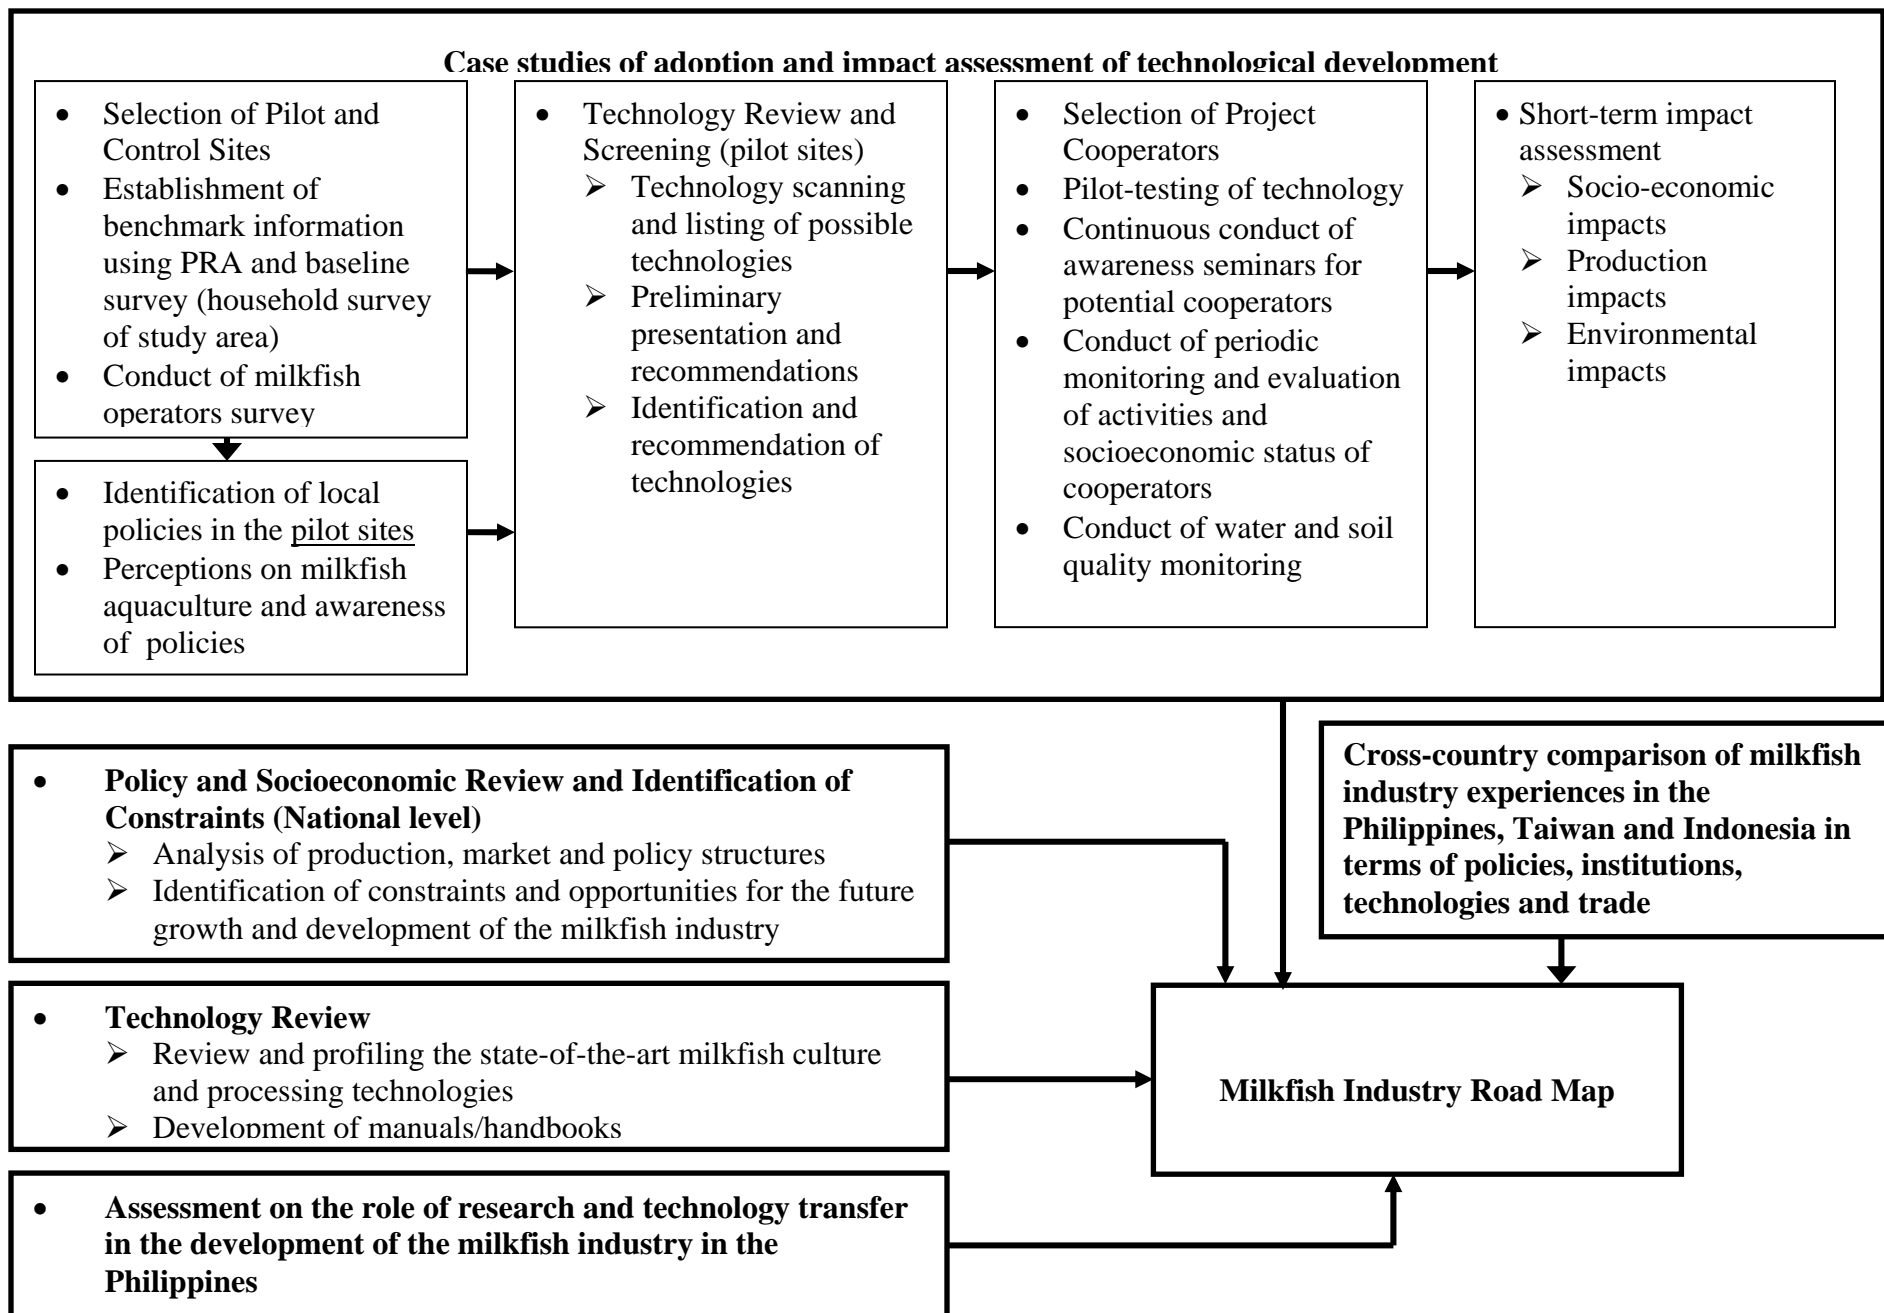 Case studies of adoption and impact assessment of technological development
• Selection of Pilot and
Control Sites
• Establishment of
benchmark information
using PRA and baseline
survey (household survey
of study area)
• Conduct of milkfish
operators survey
• Identification of local
policies in the pilot sites
• Perceptions on milkfish
aquaculture and awareness
of policies
• Technology Review and
Screening (pilot sites)
➢ Technology scanning
and listing of possible
technologies
➢ Preliminary
presentation and
recommendations
➢ Identification and
recommendation of
technologies
• Selection of Project
Cooperators
• Pilot-testing of technology
• Continuous conduct of
awareness seminars for
potential cooperators
• Conduct of periodic
monitoring and evaluation
of activities and
socioeconomic status of
cooperators
• Conduct of water and soil
quality monitoring
• Short-term impact
assessment
➢ Socio-economic
impacts
➢ Production
impacts
➢ Environmental
impacts
• Policy and Socioeconomic Review and Identification of
Constraints (National level)
➢ Analysis of production, market and policy structures
➢ Identification of constraints and opportunities for the future
growth and development of the milkfish industry
Cross-country comparison of milkfish
industry experiences in the
Philippines, Taiwan and Indonesia in
terms of policies, institutions,
technologies and trade
• Technology Review
➢ Review and profiling the state-of-the-art milkfish culture
and processing technologies
➢ Development of manuals/handbooks
Milkfish Industry Road Map
• Assessment on the role of research and technology transfer
in the development of the milkfish industry in the
Philippines